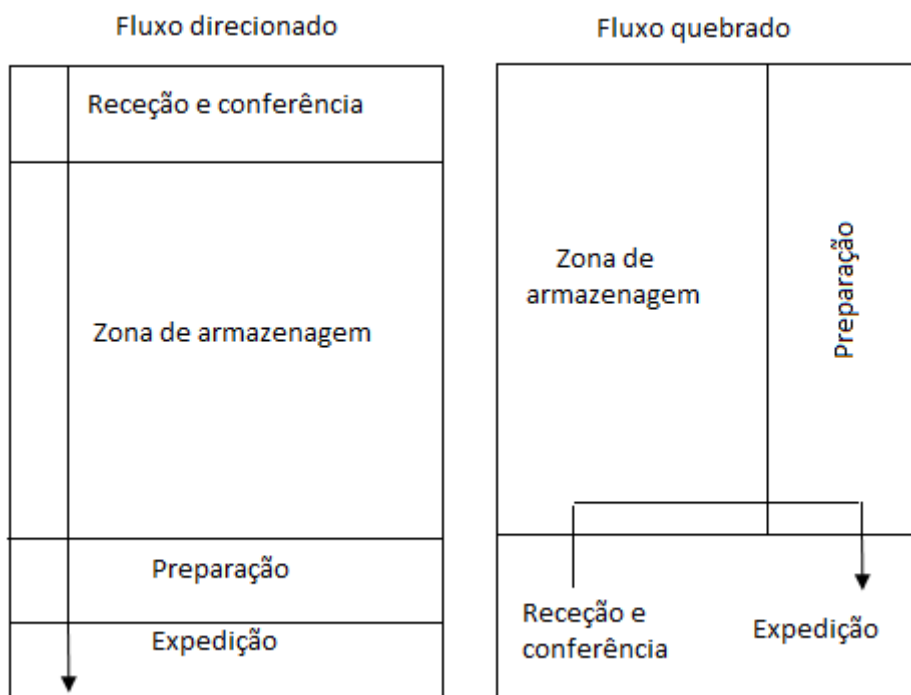 Fluxo direcionado
Receção e conferência
Zona de armazenagem
Preparação
Expedição
Fluxo quebrado
Zona de
armazenagem
Preparação
Receção e
conferência
Expedição